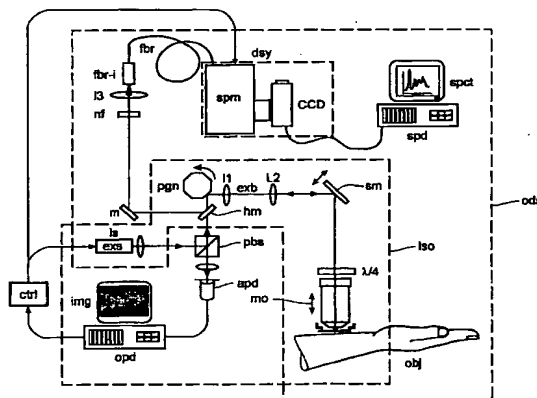 fbr
dsy
fbr-i
l3
nf
spm
CCD
spct
spd
pgn
l1
exb
L2
sm
ods
m
hm
ls
exs
pbs
lso
λ/4
ctrl
img
apd
mo
opd
obj